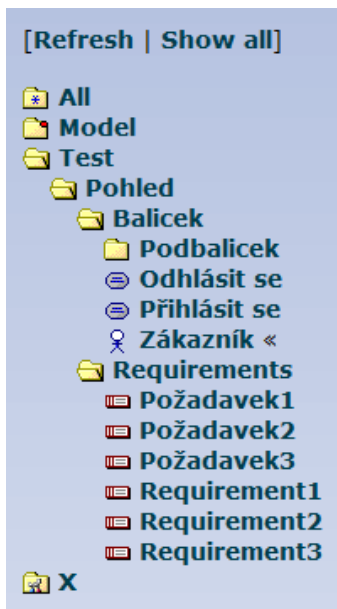 [Refresh | Show all]
All
Model
Test
Pohled
Balicek
Podbalicek
Odhlásit se
Přihlásit se
Zákazník «
Requirements
Požadavek1
Požadavek2
Požadavek3
Requirement1
Requirement2
Requirement3
X